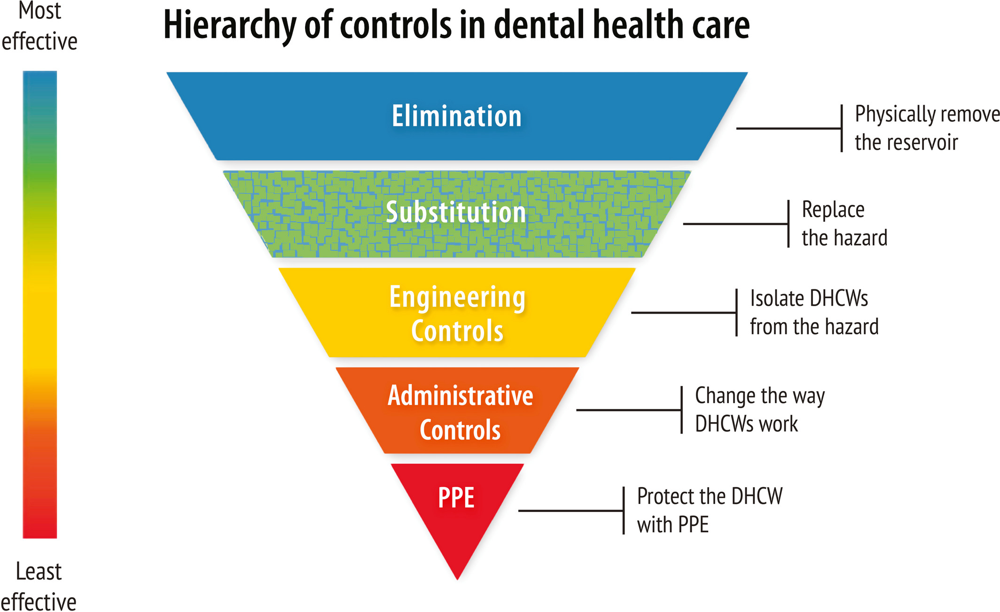 Most
effective
Hierarchy of controls in dental health care
Elimination
Physically remove
the reservoir
Substitution
Replace
the hazard
Engineering
Controls
Isolate DHCWs
from the hazard
Administrative
Controls
Change the way
DHCWs work
PPE
Protect the DHCW
with PPE
Least
effective